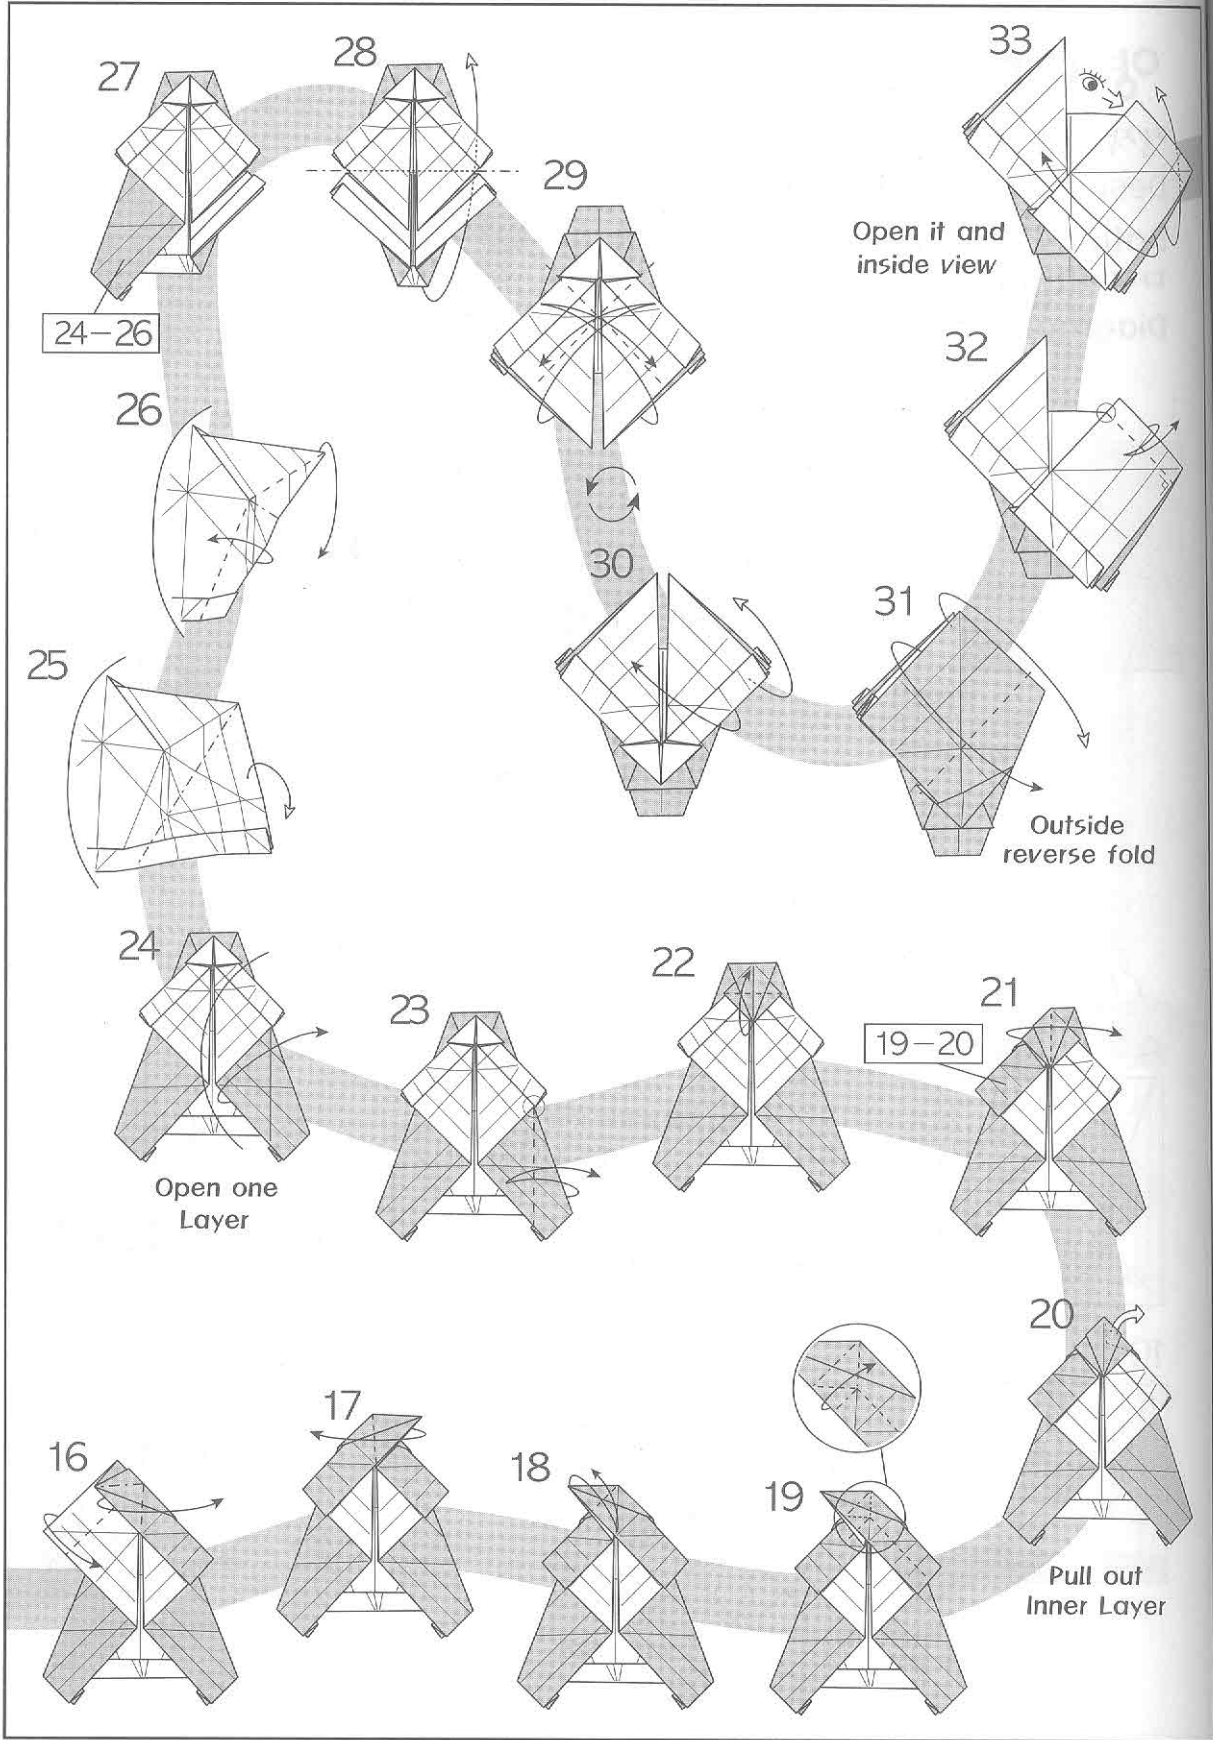 16
17
18
19
20
Pull out
Inner Layer
21
19–20
22
23
24
Open one
Layer
25
26
27
24–26
28
29
30
31
Outside
reverse fold
32
33
Open it and
inside view